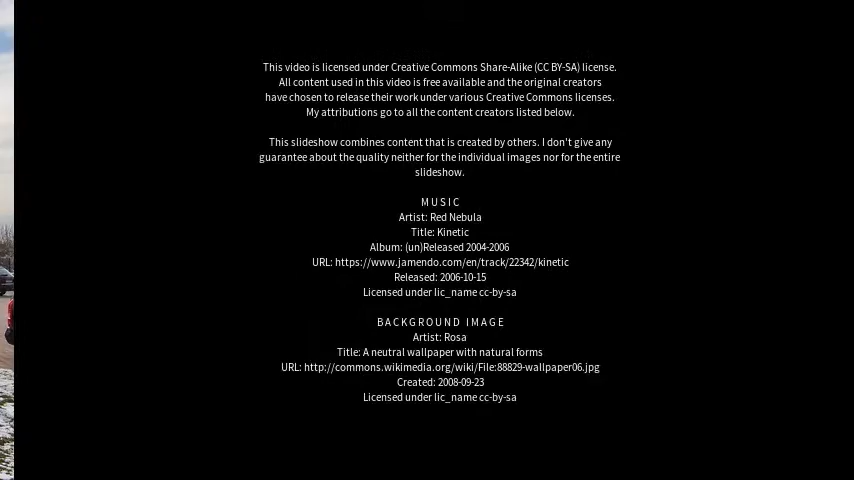 This video is licensed under Creative Commons Share-Alike (CC BY-SA) license.
All content used in this video is free available and the original creators
have chosen to release their work under various Creative Commons licenses.
My attributions go to all the content creators listed below.
This slideshow combines content that is created by others. I don't give any
guarantee about the quality neither for the individual images nor for the entire
slideshow.
MUSIC
Artist: Red Nebula
Title: Kinetic
Album: (un)Released 2004-2006
URL: https://www.jamendo.com/en/track/22342/kinetic
Released: 2006-10-15
Licensed under lic_name cc-by-sa
BACKGROUND IMAGE
Artist: Rosa
Title: A neutral wallpaper with natural forms
URL: http://commons.wikimedia.org/wiki/File:88829-wallpaper06.jpg
Created: 2008-09-23
Licensed under lic_name cc-by-sa